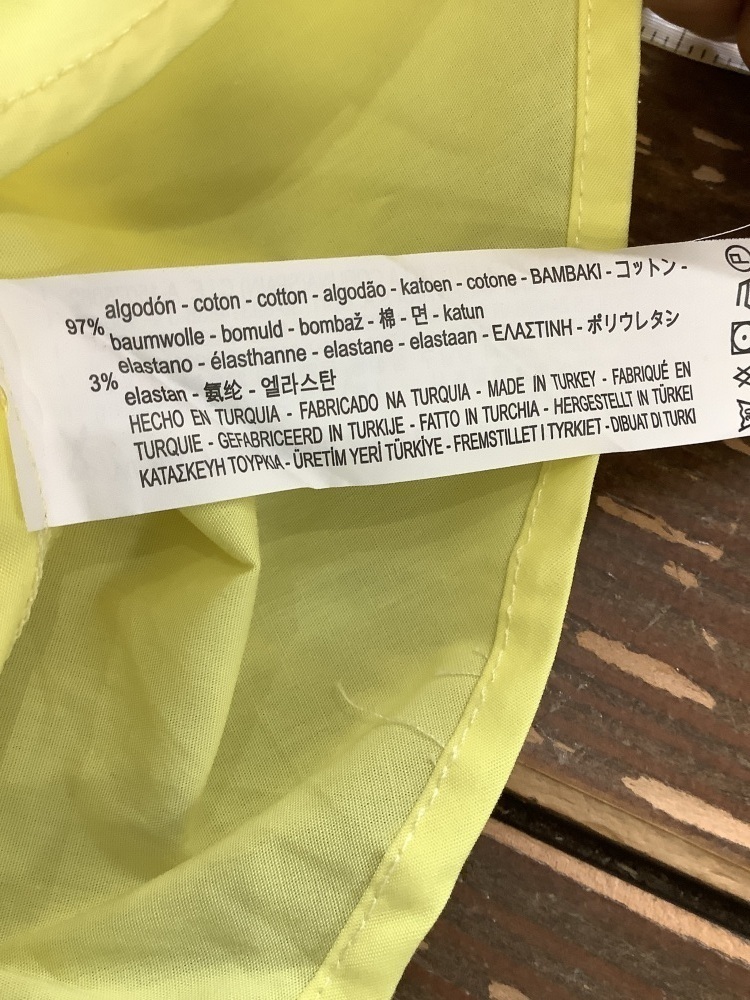 97% algodón - coton - cotton - algodão - katoen - cotone - BAMBAKI - コットン -
baumwolle - bomuld - bombaž - 棉 - 면 - katun
3% elastano - élasthanne - elastane - elastaan - ΕΛΑΣΤΙΝΗ - ポリウレタン
elastan - 氨纶 - 엘라스탄
HECHO EN TURQUIA - FABRICADO NA TURQUIA - MADE IN TURKEY - FABRIQUÉ EN
TURQUIE - GEFABRICEERD IN TURKIJE - FATTO IN TURCHIA - HERGESTELLT IN TÜRKEI
ΚΑΤΑΣΚΕΥΗ ΤΟΥΡΚΙΑ - ÜRETİM YERİ TÜRKİYE - FREMSTILLET I TYRKIET - DIBUAT DI TURKI